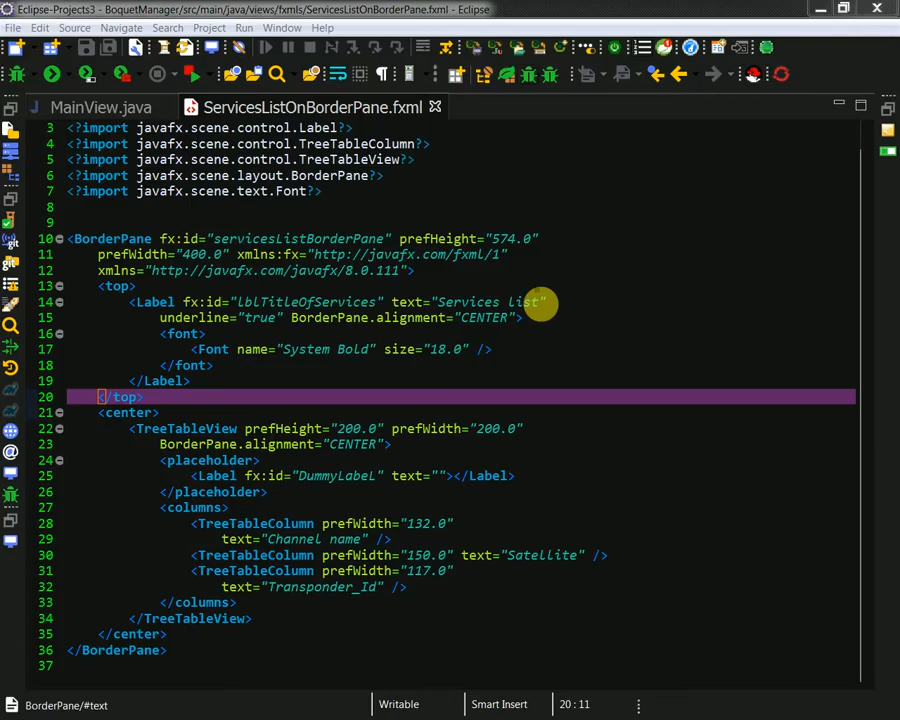 Eclipse-Projects3 - BoquetManager/src/main/java/views/fxmls/ServicesListOnBorderPane.fxml - Eclipse
File Edit Source Navigate Search Project Run Window Help
MainView.java ServicesListOnBorderPane.fxml
3 <?import javafx.scene.control.Label?>
4 <?import javafx.scene.control.TreeTableColumn?>
5 <?import javafx.scene.control.TreeTableView?>
6 <?import javafx.scene.layout.BorderPane?>
7 <?import javafx.scene.text.Font?>
8
9
10 <BorderPane fx:id="servicesListBorderPane" prefHeight="574.0"
11 prefWidth="400.0" xmlns:fx="http://javafx.com/fxml/1"
12 xmlns="http://javafx.com/javafx/8.0.111">
13 <top>
14 <Label fx:id="lblTitleOfServices" text="Services list"
15 underline="true" BorderPane.alignment="CENTER">
16 <font>
17 <Font name="System Bold" size="18.0" />
18 </font>
19 </Label>
20 </top>
21 <center>
22 <TreeTableView prefHeight="200.0" prefWidth="200.0"
23 BorderPane.alignment="CENTER">
24 <placeholder>
25 <Label fx:id="DummyLabeL" text=""></Label>
26 </placeholder>
27 <columns>
28 <TreeTableColumn prefWidth="132.0"
29 text="Channel name" />
30 <TreeTableColumn prefWidth="150.0" text="Satellite" />
31 <TreeTableColumn prefWidth="117.0"
32 text="Transponder_Id" />
33 </columns>
34 </TreeTableView>
35 </center>
36 </BorderPane>
37
BorderPane/#text Writable Smart Insert 20 : 11